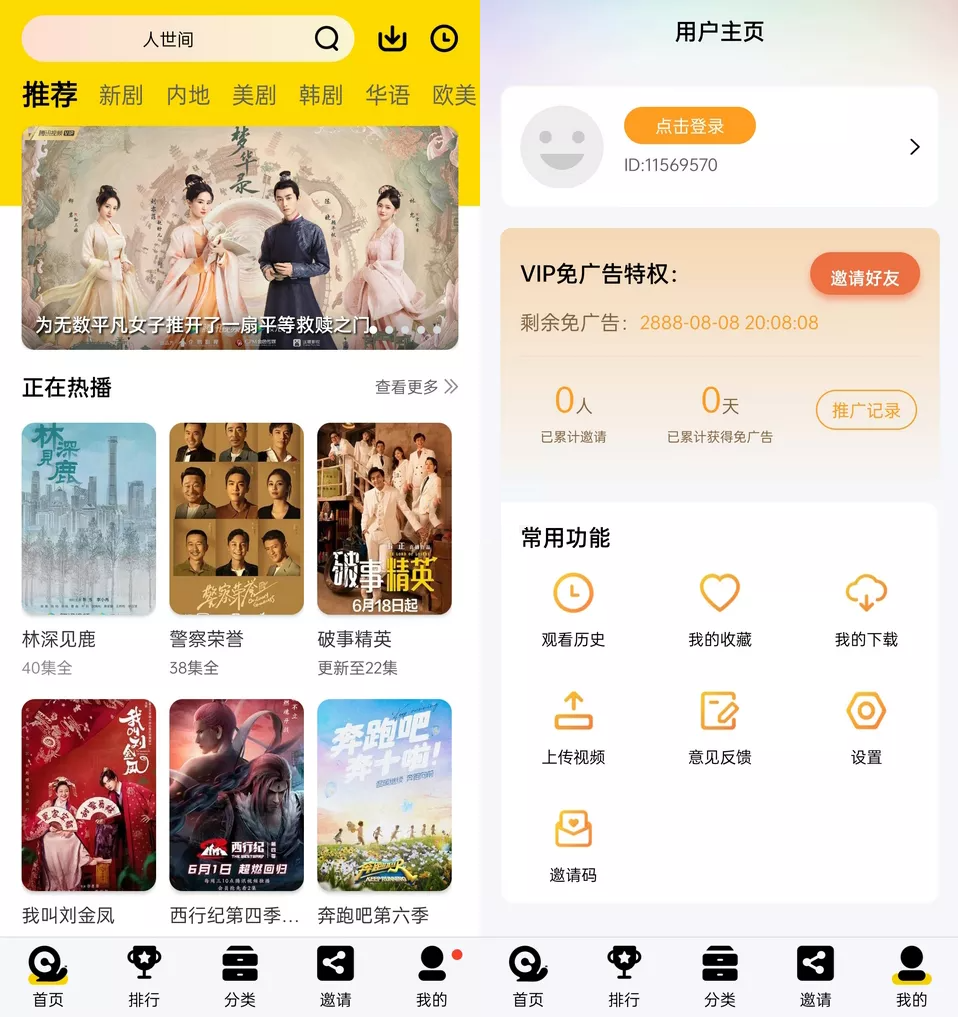 人世间
推荐 新剧 内地 美剧 韩剧 华语 欧美
腾讯视频 VIP
梦华录
为无数平凡女子推开了一扇平等救赎之门
正在热播
查看更多
林深见鹿
警察荣誉
破事精英
6月18日起
林深见鹿 警察荣誉 破事精英
40集全 38集全 更新至22集
我叫刘金凤
西行纪
6月1日 超燃回归
奔跑吧
奔十啦!
我叫刘金凤 西行纪第四季... 奔跑吧第六季
首页 排行 分类 邀请 我的
用户主页
点击登录
ID:11569570
VIP免广告特权：
邀请好友
剩余免广告： 2888-08-08 20:08:08
0人 0天
推广记录
已累计邀请 已累计获得免广告
常用功能
观看历史 我的收藏 我的下载
上传视频 意见反馈 设置
邀请码
首页 排行 分类 邀请 我的